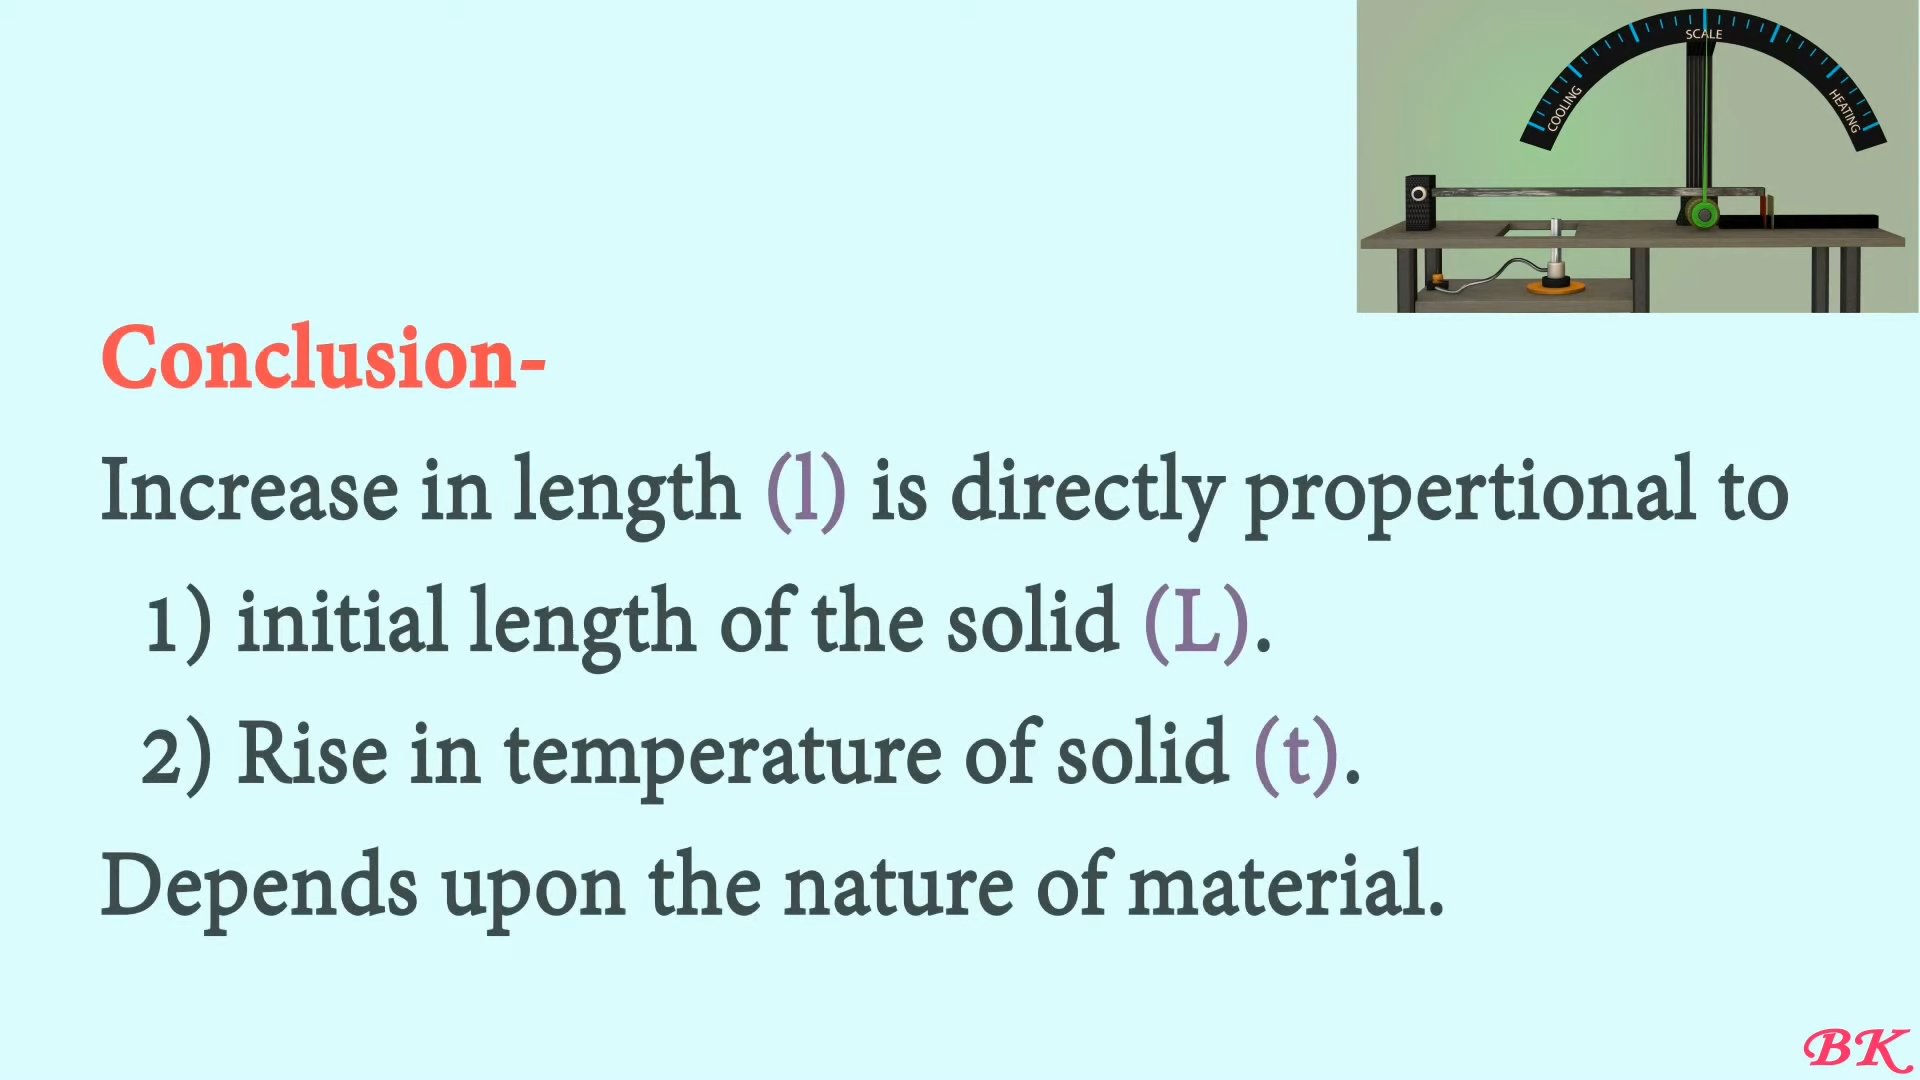 SCALE
COOLING
HEATING
Conclusion-
Increase in length (l) is directly propertional to
1) initial length of the solid (L).
2) Rise in temperature of solid (t).
Depends upon the nature of material.
BK